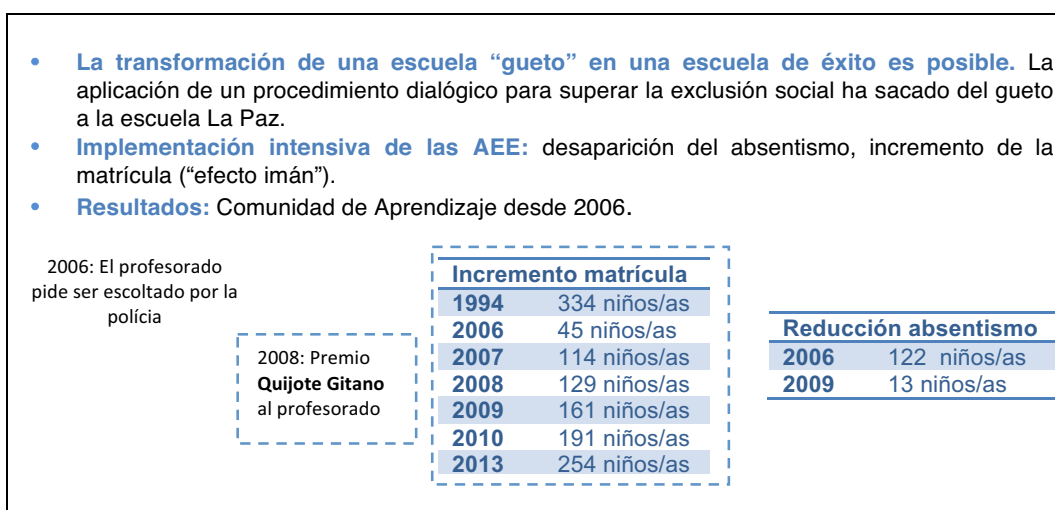 • La transformación de una escuela “gueto” en una escuela de éxito es posible. La
aplicación de un procedimiento dialógico para superar la exclusión social ha sacado del gueto
a la escuela La Paz.
• Implementación intensiva de las AEE: desaparición del absentismo, incremento de la
matrícula (“efecto imán”).
• Resultados: Comunidad de Aprendizaje desde 2006.
2006: El profesorado
pide ser escoltado por la
polícia
2008: Premio
Quijote Gitano
al profesorado
Incremento matrícula
1994 334 niños/as
2006 45 niños/as
2007 114 niños/as
2008 129 niños/as
2009 161 niños/as
2010 191 niños/as
2013 254 niños/as
Reducción absentismo
2006 122 niños/as
2009 13 niños/as